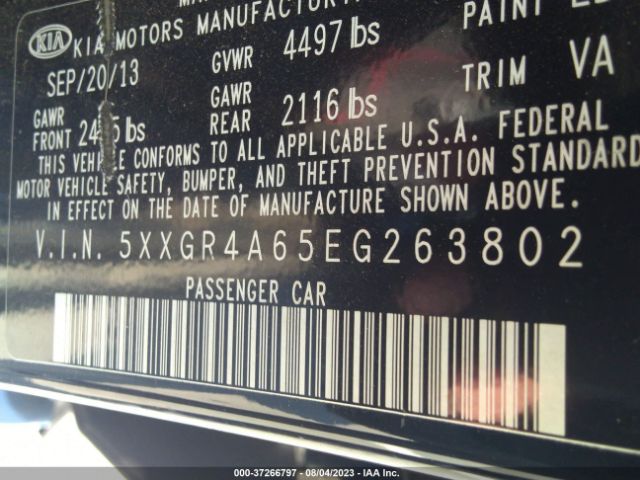 KIA KIA MOTORS MANUFACTUR
SEP/20/13 GVWR 4497 lbs PAINT
GAWR FRONT lbs GAWR REAR 2116 lbs TRIM VA
THIS VEHICLE CONFORMS TO ALL APPLICABLE U.S.A. FEDERAL
MOTOR VEHICLE SAFETY, BUMPER, AND THEFT PREVENTION STANDARD
IN EFFECT ON THE DATE OF MANUFACTURE SHOWN ABOVE.
V.I.N. 5XXGR4A65EG263802
PASSENGER CAR
000-37266797 - 08/04/2023 - IAA Inc.